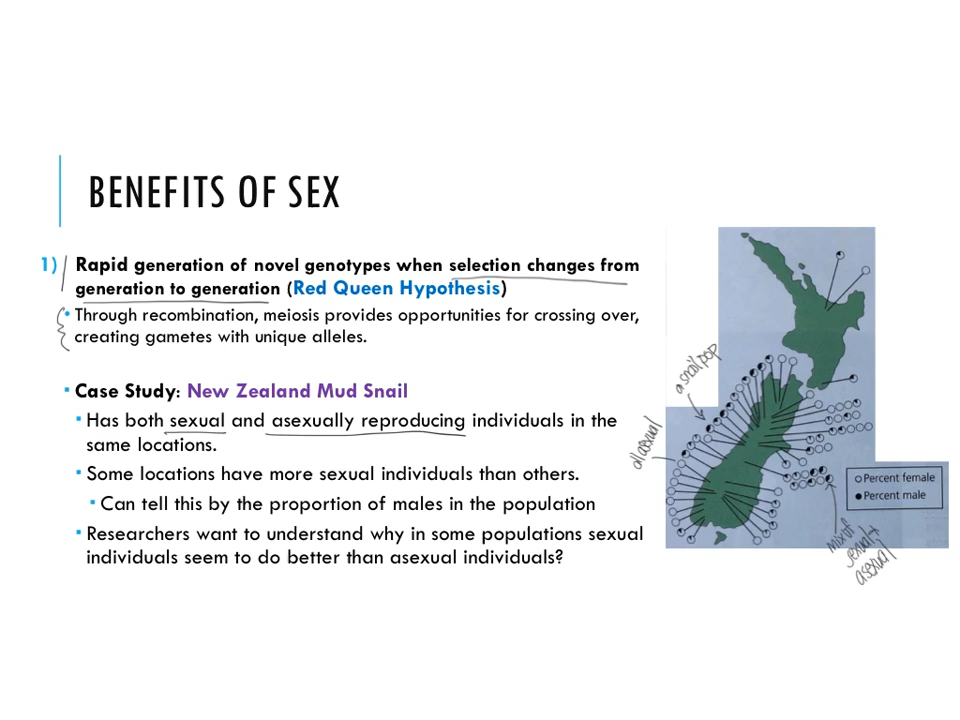 BENEFITS OF SEX
1) Rapid generation of novel genotypes when selection changes from
generation to generation (Red Queen Hypothesis)
▪ Through recombination, meiosis provides opportunities for crossing over,
creating gametes with unique alleles.
▪ Case Study: New Zealand Mud Snail
▪ Has both sexual and asexually reproducing individuals in the
same locations.
▪ Some locations have more sexual individuals than others.
▪ Can tell this by the proportion of males in the population
▪ Researchers want to understand why in some populations sexual
individuals seem to do better than asexual individuals?
a snail pop
all asexual
Percent female
Percent male
mix of
sexual +
asexual